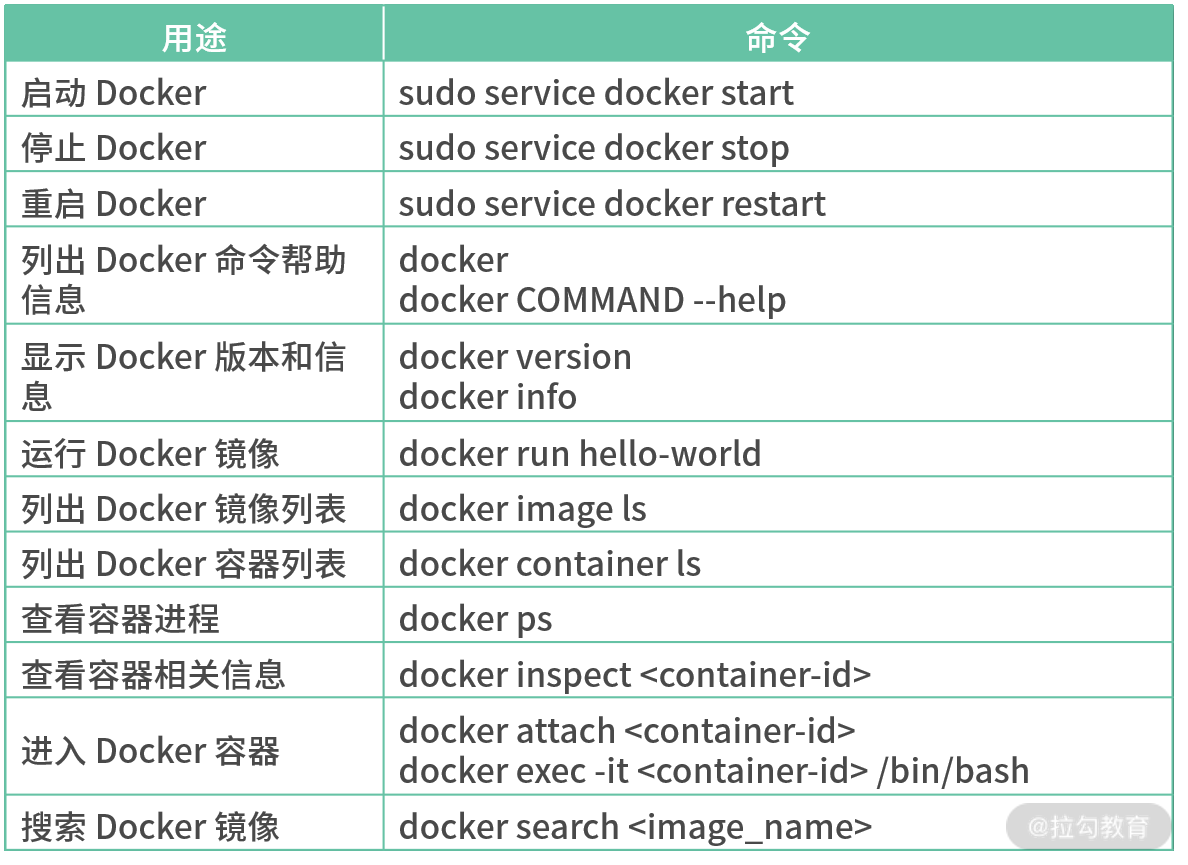 用途 命令
启动 Docker sudo service docker start
停止 Docker sudo service docker stop
重启 Docker sudo service docker restart
列出 Docker 命令帮助
信息
docker
docker COMMAND --help
显示 Docker 版本和信
息
docker version
docker info
运行 Docker 镜像 docker run hello-world
列出 Docker 镜像列表 docker image ls
列出 Docker 容器列表 docker container ls
查看容器进程 docker ps
查看容器相关信息 docker inspect <container-id>
进入 Docker 容器
docker attach <container-id>
docker exec -it <container-id> /bin/bash
搜索 Docker 镜像 docker search <image_name>
@拉勾教育